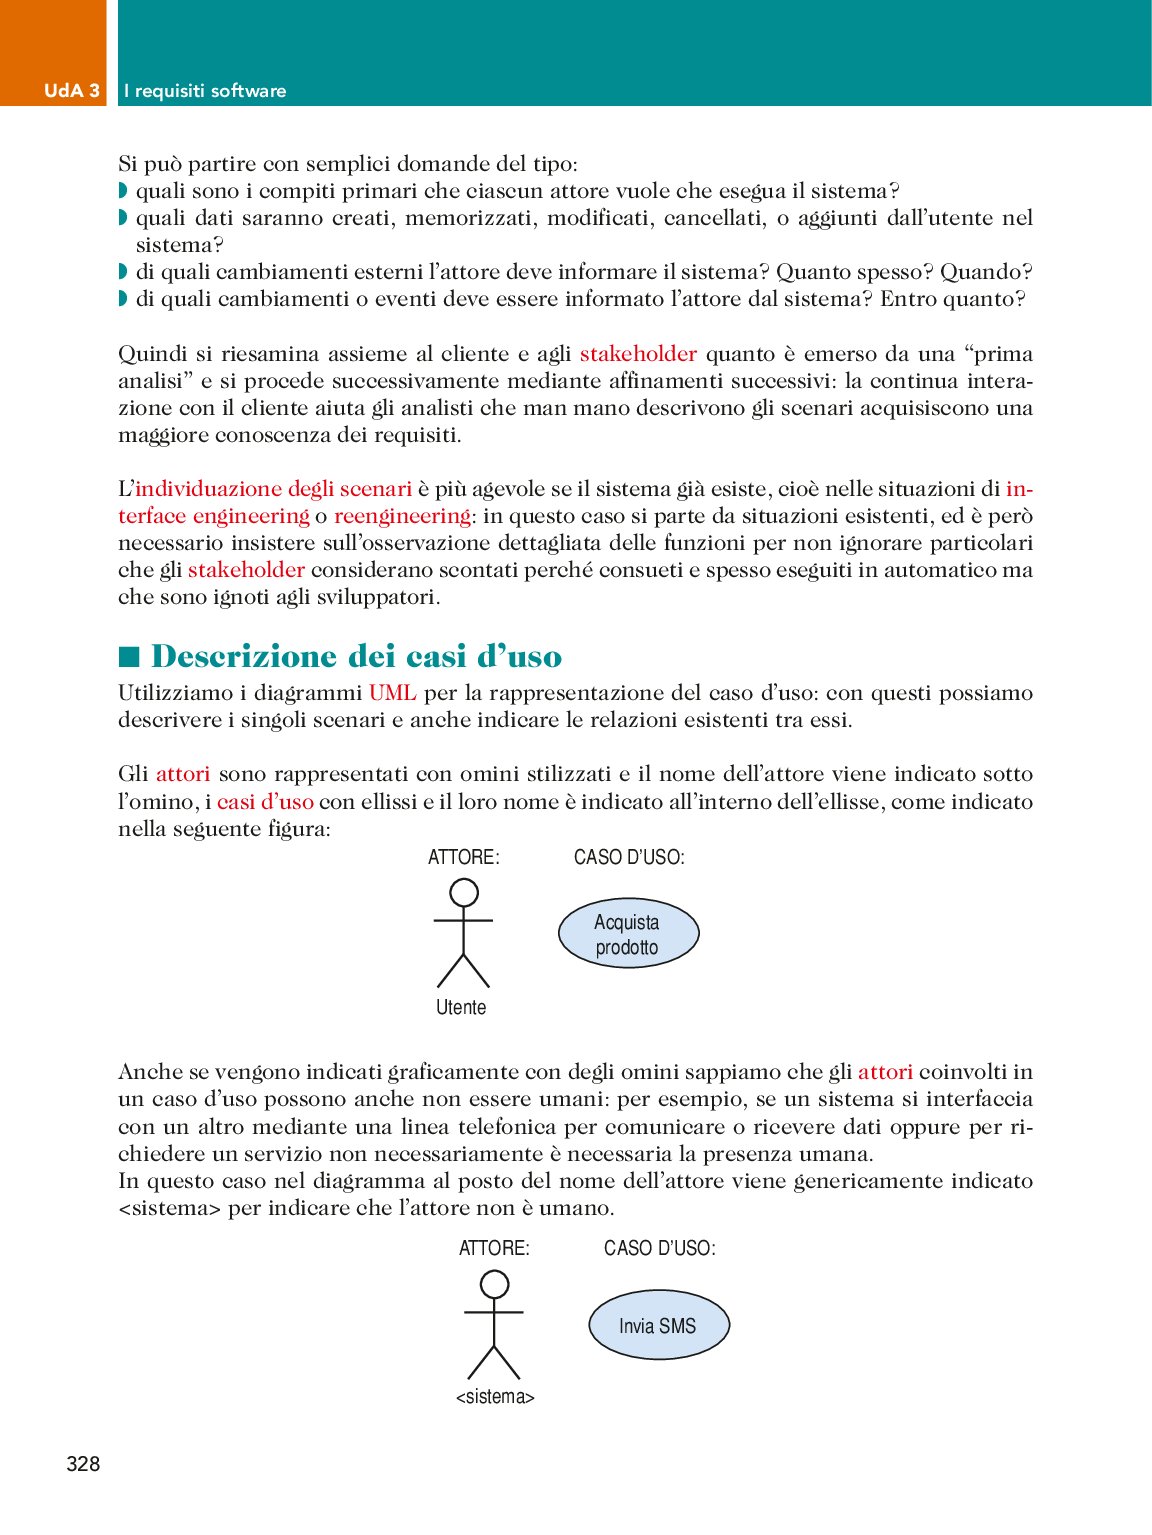 UdA 3 I requisiti software
Si può partire con semplici domande del tipo:
◗ quali sono i compiti primari che ciascun attore vuole che esegua il sistema?
◗ quali dati saranno creati, memorizzati, modificati, cancellati, o aggiunti dall’utente nel
sistema?
◗ di quali cambiamenti esterni l’attore deve informare il sistema? Quanto spesso? Quando?
◗ di quali cambiamenti o eventi deve essere informato l’attore dal sistema? Entro quanto?
Quindi si riesamina assieme al cliente e agli stakeholder quanto è emerso da una “prima
analisi” e si procede successivamente mediante affinamenti successivi: la continua intera-
zione con il cliente aiuta gli analisti che man mano descrivono gli scenari acquisiscono una
maggiore conoscenza dei requisiti.
L’individuazione degli scenari è più agevole se il sistema già esiste, cioè nelle situazioni di in-
terface engineering o reengineering: in questo caso si parte da situazioni esistenti, ed è però
necessario insistere sull’osservazione dettagliata delle funzioni per non ignorare particolari
che gli stakeholder considerano scontati perché consueti e spesso eseguiti in automatico ma
che sono ignoti agli sviluppatori.
■ Descrizione dei casi d’uso
Utilizziamo i diagrammi UML per la rappresentazione del caso d’uso: con questi possiamo
descrivere i singoli scenari e anche indicare le relazioni esistenti tra essi.
Gli attori sono rappresentati con omini stilizzati e il nome dell’attore viene indicato sotto
l’omino, i casi d’uso con ellissi e il loro nome è indicato all’interno dell’ellisse, come indicato
nella seguente figura:
ATTORE: CASO D’USO:
Acquista
prodotto
Utente
Anche se vengono indicati graficamente con degli omini sappiamo che gli attori coinvolti in
un caso d’uso possono anche non essere umani: per esempio, se un sistema si interfaccia
con un altro mediante una linea telefonica per comunicare o ricevere dati oppure per ri-
chiedere un servizio non necessariamente è necessaria la presenza umana.
In questo caso nel diagramma al posto del nome dell’attore viene genericamente indicato
&lt;sistema&gt; per indicare che l’attore non è umano.
ATTORE: CASO D’USO:
Invia SMS
&lt;sistema&gt;
328